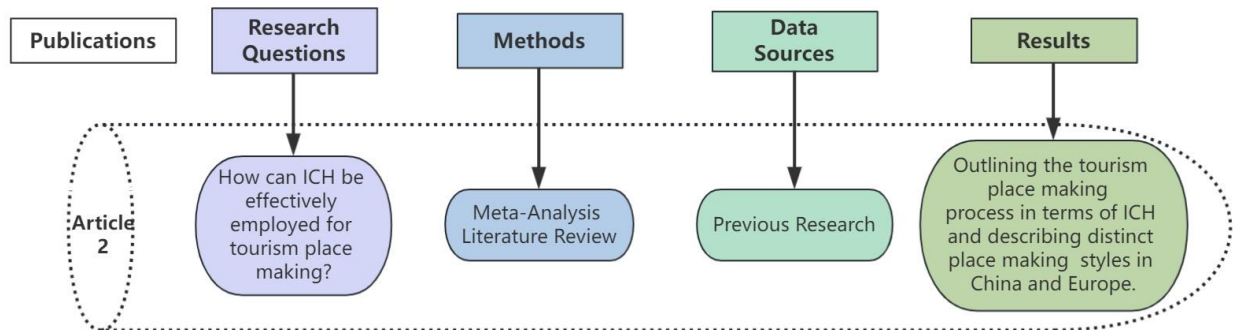 Publications
Research
Questions
Methods
Data
Sources
Results
Article
2
How can ICH be
effectively
employed for
tourism place
making?
Meta-Analysis
Literature Review
Previous Research
Outlining the tourism
place making
process in terms of ICH
and describing distinct
place making styles in
China and Europe.